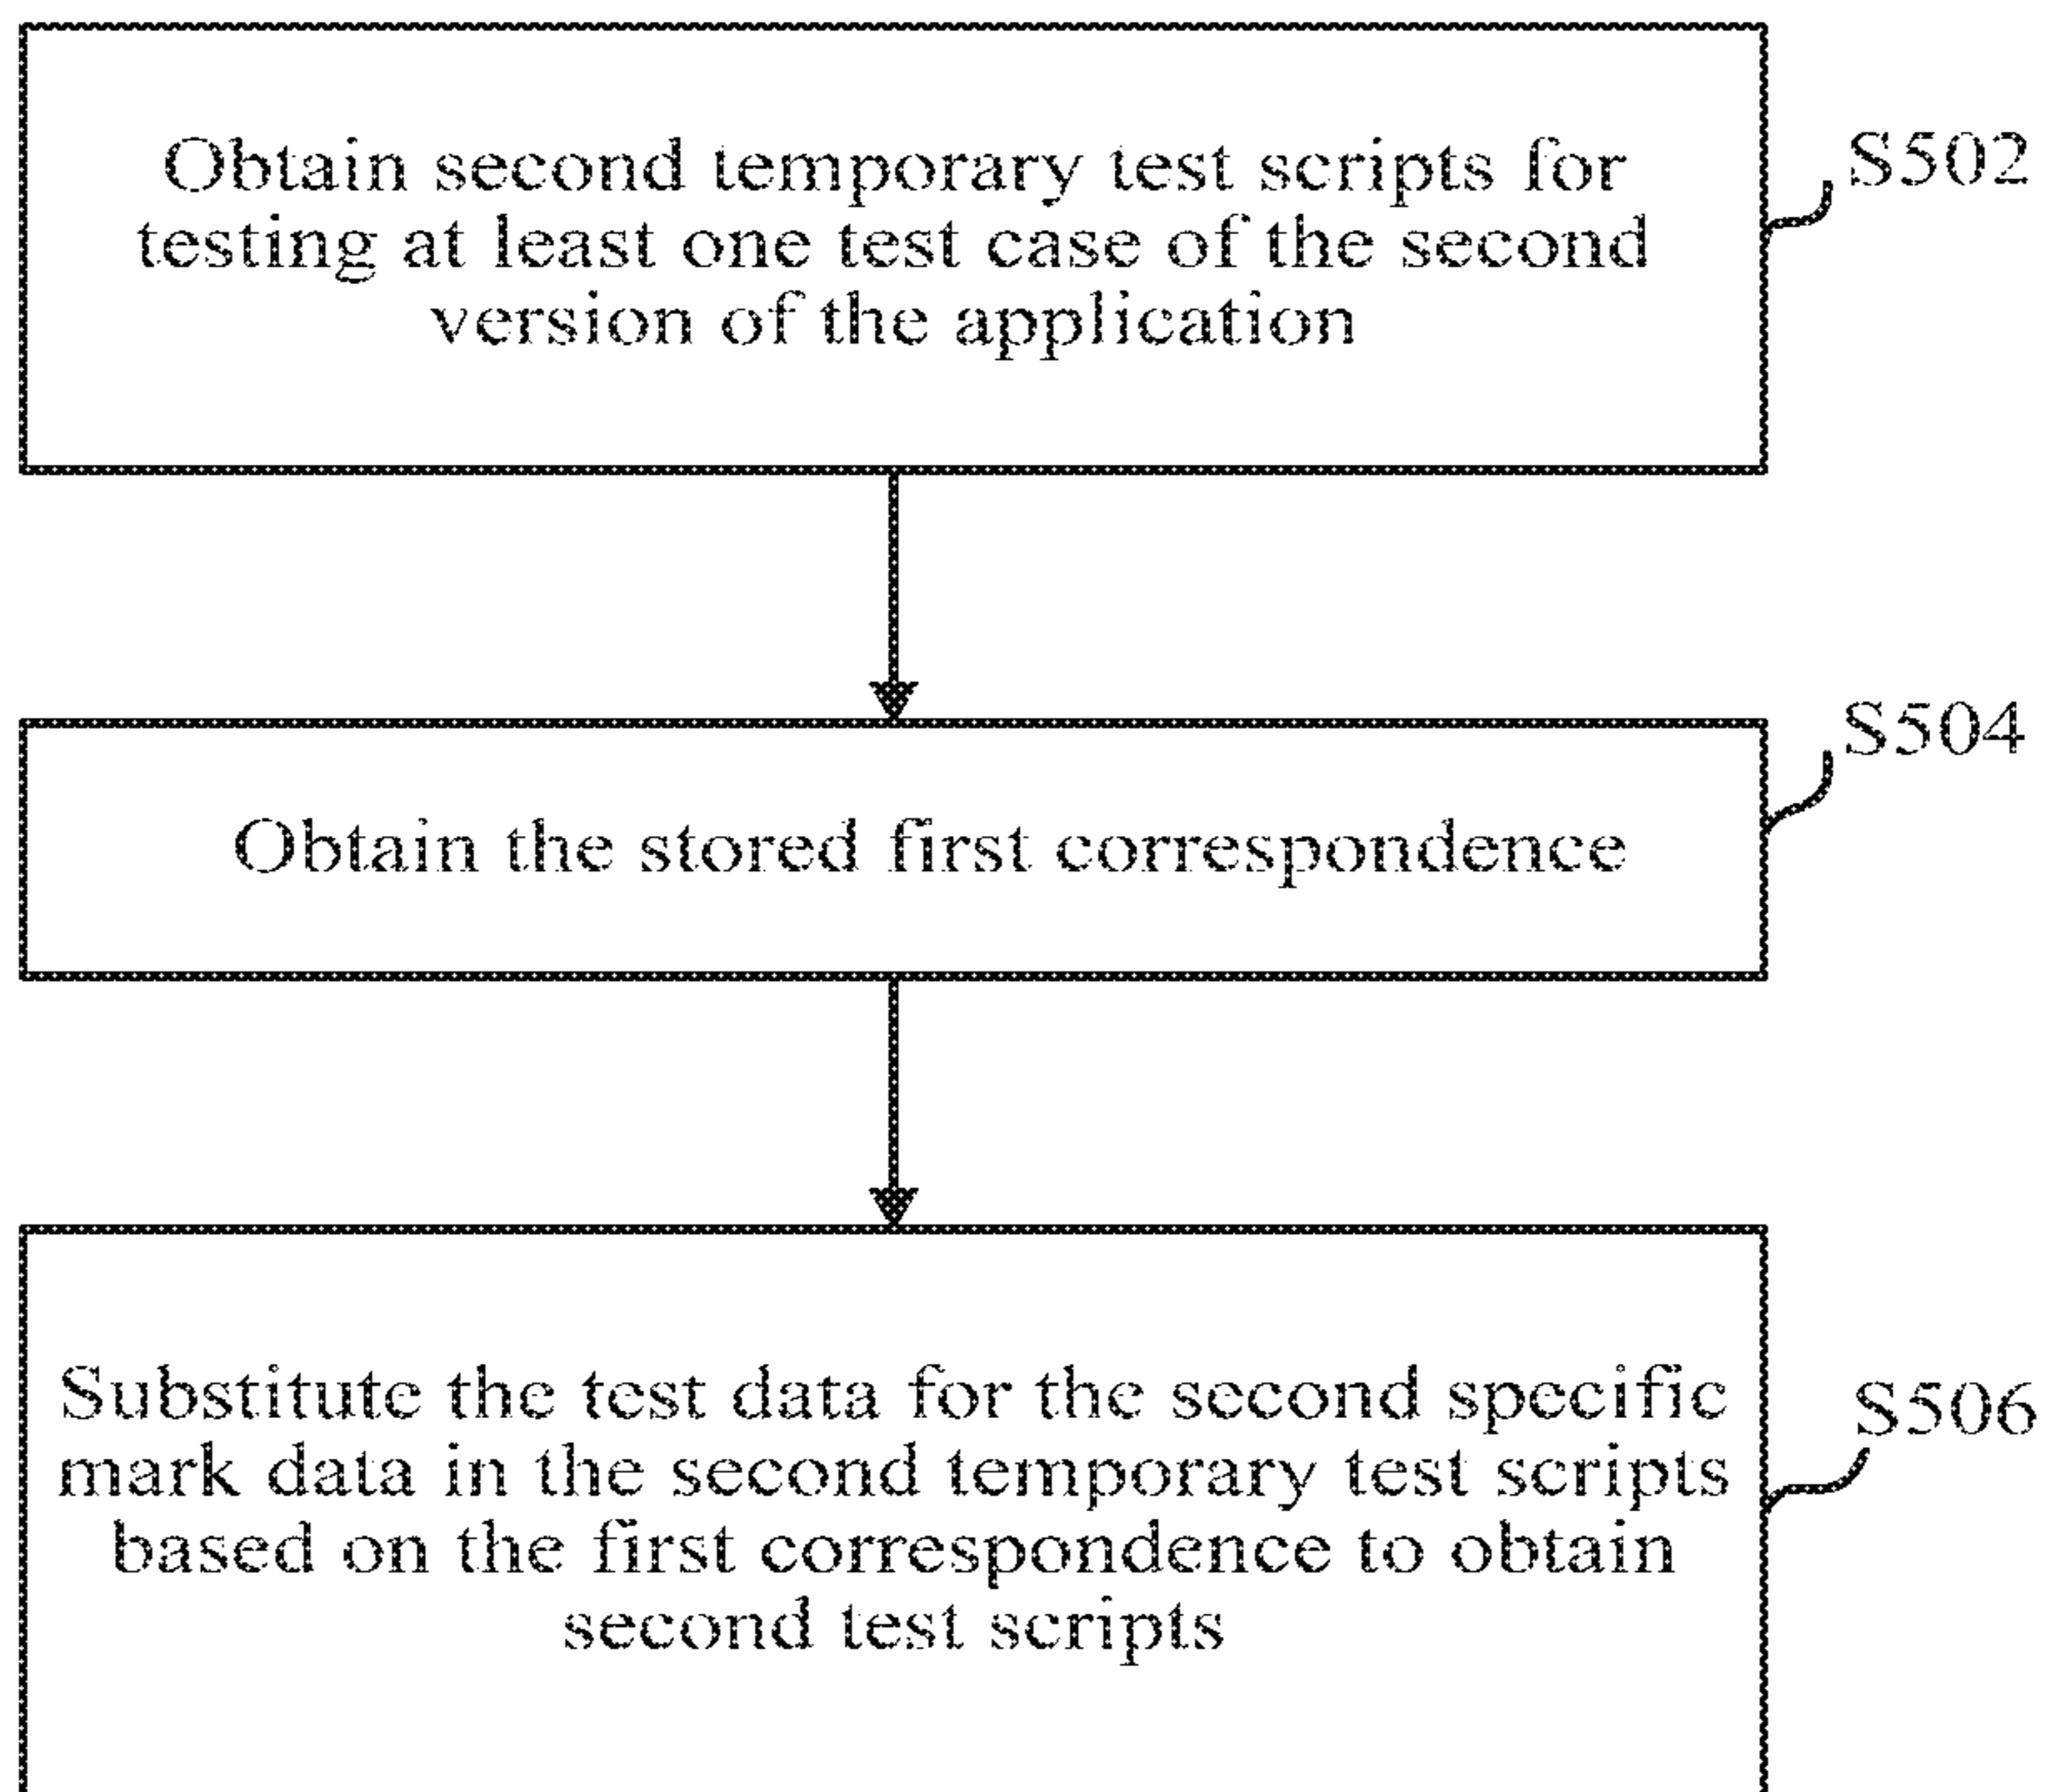 Obtain second temporary test scripts for
testing at least one test case of the second
version of the application
S502
Obtain the stored first correspondence
S504
Substitute the test data for the second specific
mark data in the second temporary test scripts
based on the first correspondence to obtain
second test scripts
S506